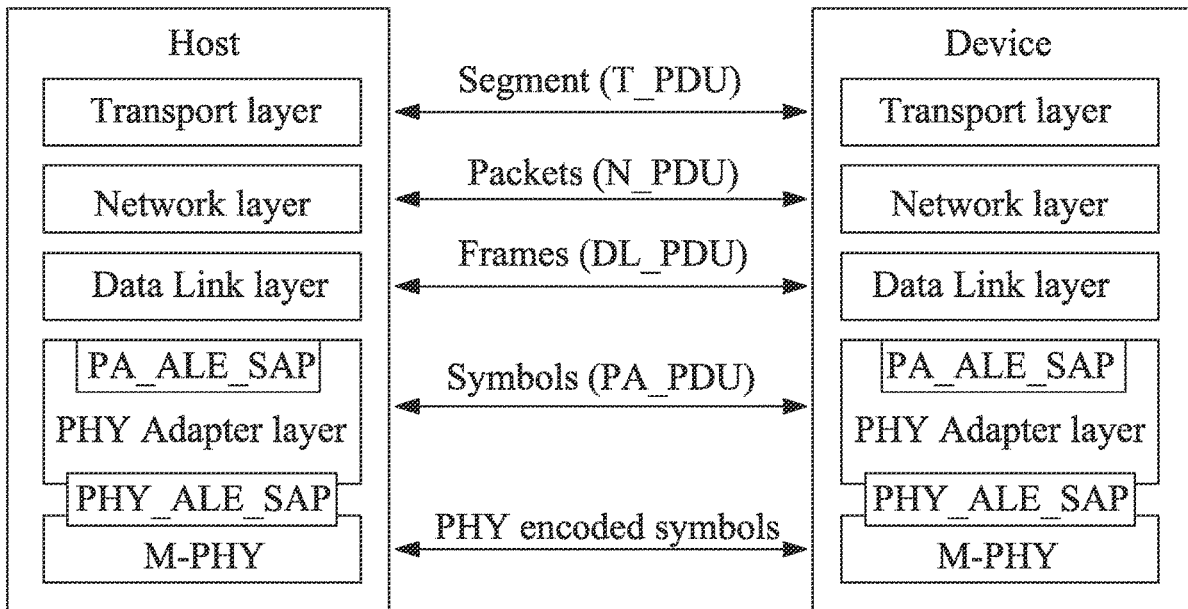 Host
Transport layer
Network layer
Data Link layer
PA_ALE_SAP
PHY Adapter layer
PHY_ALE_SAP
M-PHY
Segment (T_PDU)
Packets (N_PDU)
Frames (DL_PDU)
Symbols (PA_PDU)
PHY encoded symbols
Device
Transport layer
Network layer
Data Link layer
PA_ALE_SAP
PHY Adapter layer
PHY_ALE_SAP
M-PHY